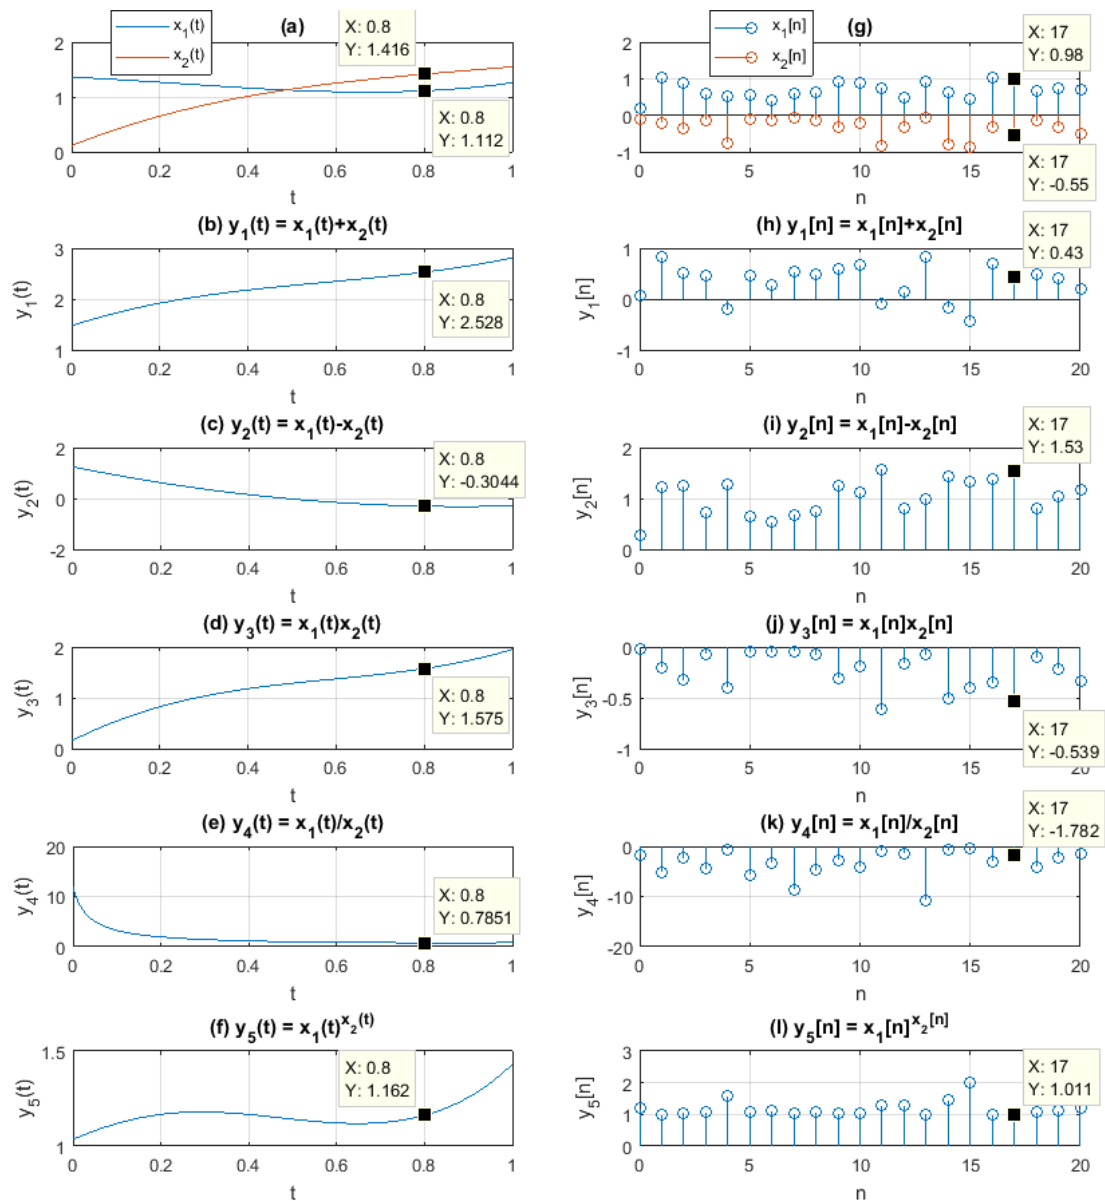 x1(t)
x2(t)
(a)
X: 0.8
Y: 1.416
X: 0.8
Y: 1.112
2
1
0
0 0.2 0.4 0.6 0.8 1
t
(b) y1(t) = x1(t)+x2(t)
y1(t)
3
2
1
X: 0.8
Y: 2.528
0 0.2 0.4 0.6 0.8 1
t
(c) y2(t) = x1(t)-x2(t)
y2(t)
2
0
-2
X: 0.8
Y: -0.3044
0 0.2 0.4 0.6 0.8 1
t
(d) y3(t) = x1(t)x2(t)
y3(t)
2
1
0
X: 0.8
Y: 1.575
0 0.2 0.4 0.6 0.8 1
t
(e) y4(t) = x1(t)/x2(t)
y4(t)
20
10
0
X: 0.8
Y: 0.7851
0 0.2 0.4 0.6 0.8 1
t
(f) y5(t) = x1(t)^x2(t)
y5(t)
1.5
1
X: 0.8
Y: 1.162
0 0.2 0.4 0.6 0.8 1
t
x1[n]
x2[n]
(g)
X: 17
Y: 0.98
X: 17
Y: -0.55
2
1
0
-1
0 5 10 15 20
n
(h) y1[n] = x1[n]+x2[n]
y1[n]
1
0
-1
X: 17
Y: 0.43
0 5 10 15 20
n
(i) y2[n] = x1[n]-x2[n]
y2[n]
2
1
0
X: 17
Y: 1.53
0 5 10 15 20
n
(j) y3[n] = x1[n]x2[n]
y3[n]
0
-0.5
-1
X: 17
Y: -0.539
0 5 10 15 20
n
(k) y4[n] = x1[n]/x2[n]
y4[n]
0
-10
-20
X: 17
Y: -1.782
0 5 10 15 20
n
(l) y5[n] = x1[n]^x2[n]
y5[n]
3
2
1
0
X: 17
Y: 1.011
0 5 10 15 20
n